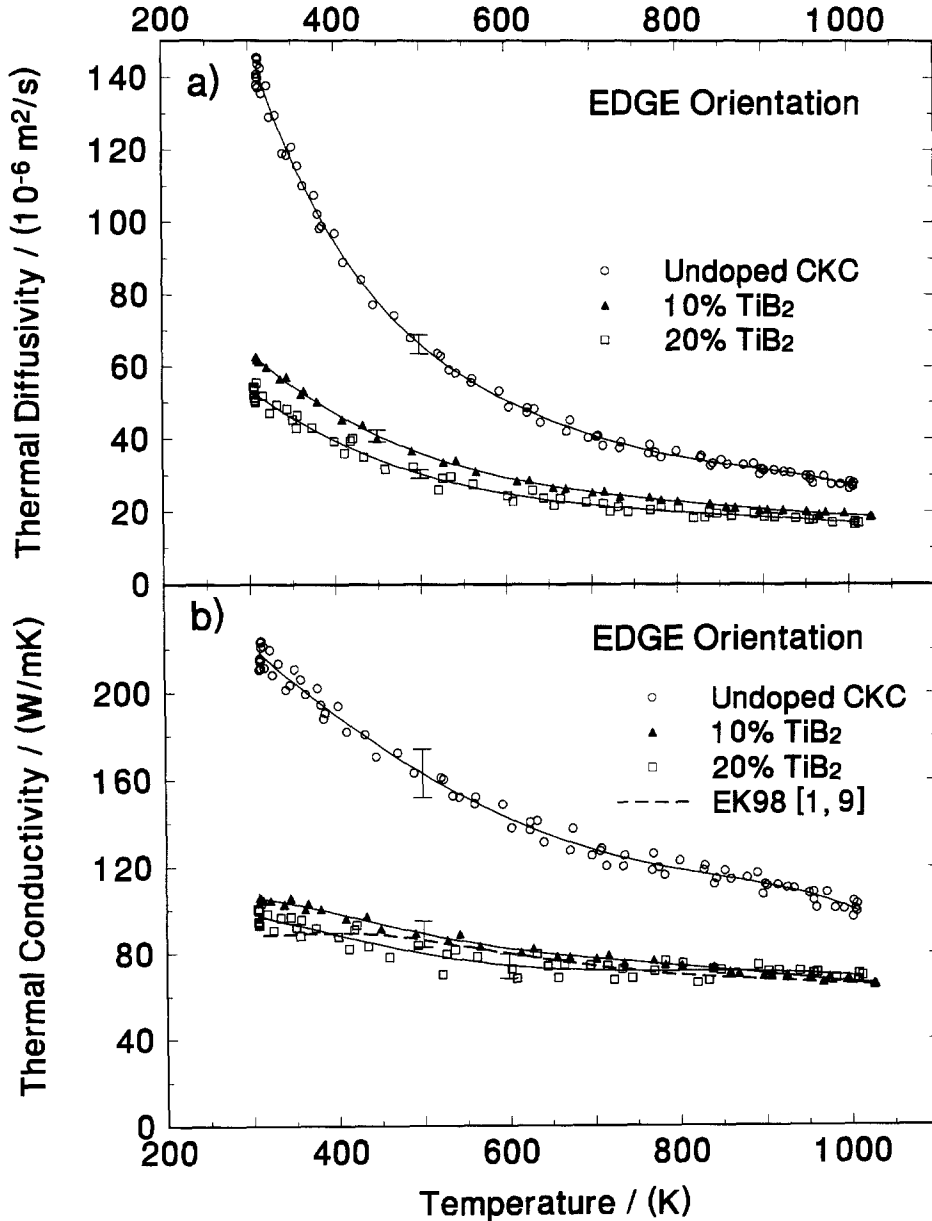 200 400 600 800 1000
a)
EDGE Orientation
140
120
100
80
60
40
20
0
Thermal Diffusivity / (10⁻⁶ m²/s)
Undoped CKC
10% TiB₂
20% TiB₂
b)
EDGE Orientation
200
160
120
80
40
0
Thermal Conductivity / (W/mK)
Undoped CKC
10% TiB₂
20% TiB₂
EK98 [1, 9]
200 400 600 800 1000
Temperature / (K)